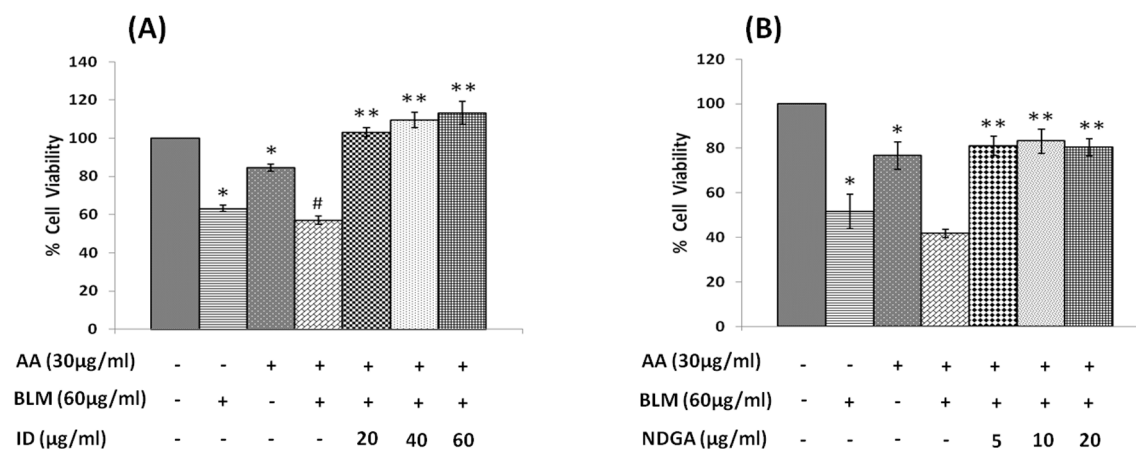 (A)
% Cell Viability
140
120
100
80
60
40
20
0
*
*
#
**
**
**
AA (30µg/ml) - - + + + + +
BLM (60µg/ml) - + - + + + +
ID (µg/ml) - - - - 20 40 60
(B)
% Cell Viability
120
100
80
60
40
20
0
*
*
**
**
**
AA (30µg/ml) - - + + + + +
BLM (60µg/ml) - + - + + + +
NDGA (µg/ml) - - - - 5 10 20